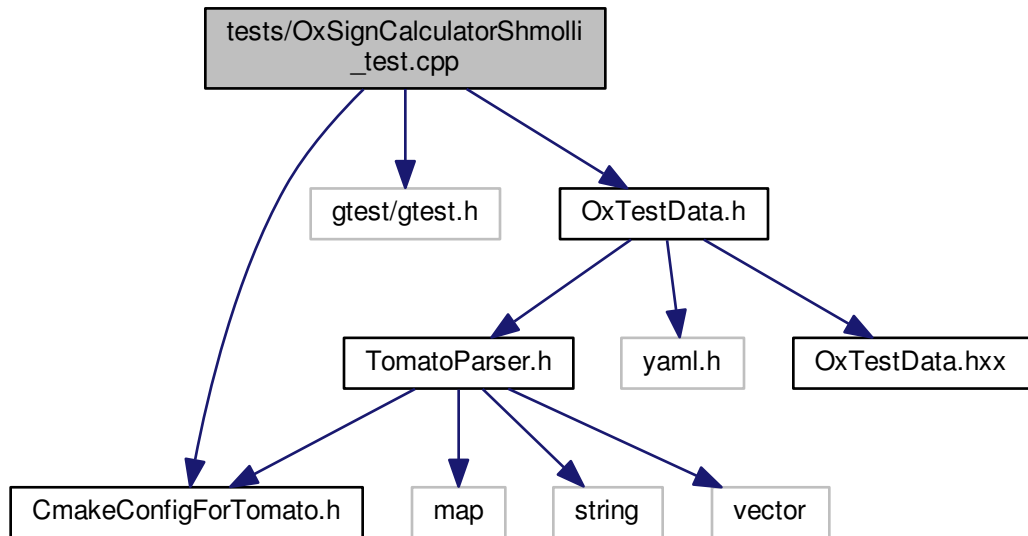 tests/OxSignCalculatorShmolli
_test.cpp
gtest/gtest.h
OxTestData.h
TomatoParser.h
yaml.h
OxTestData.hxx
CmakeConfigForTomato.h
map
string
vector